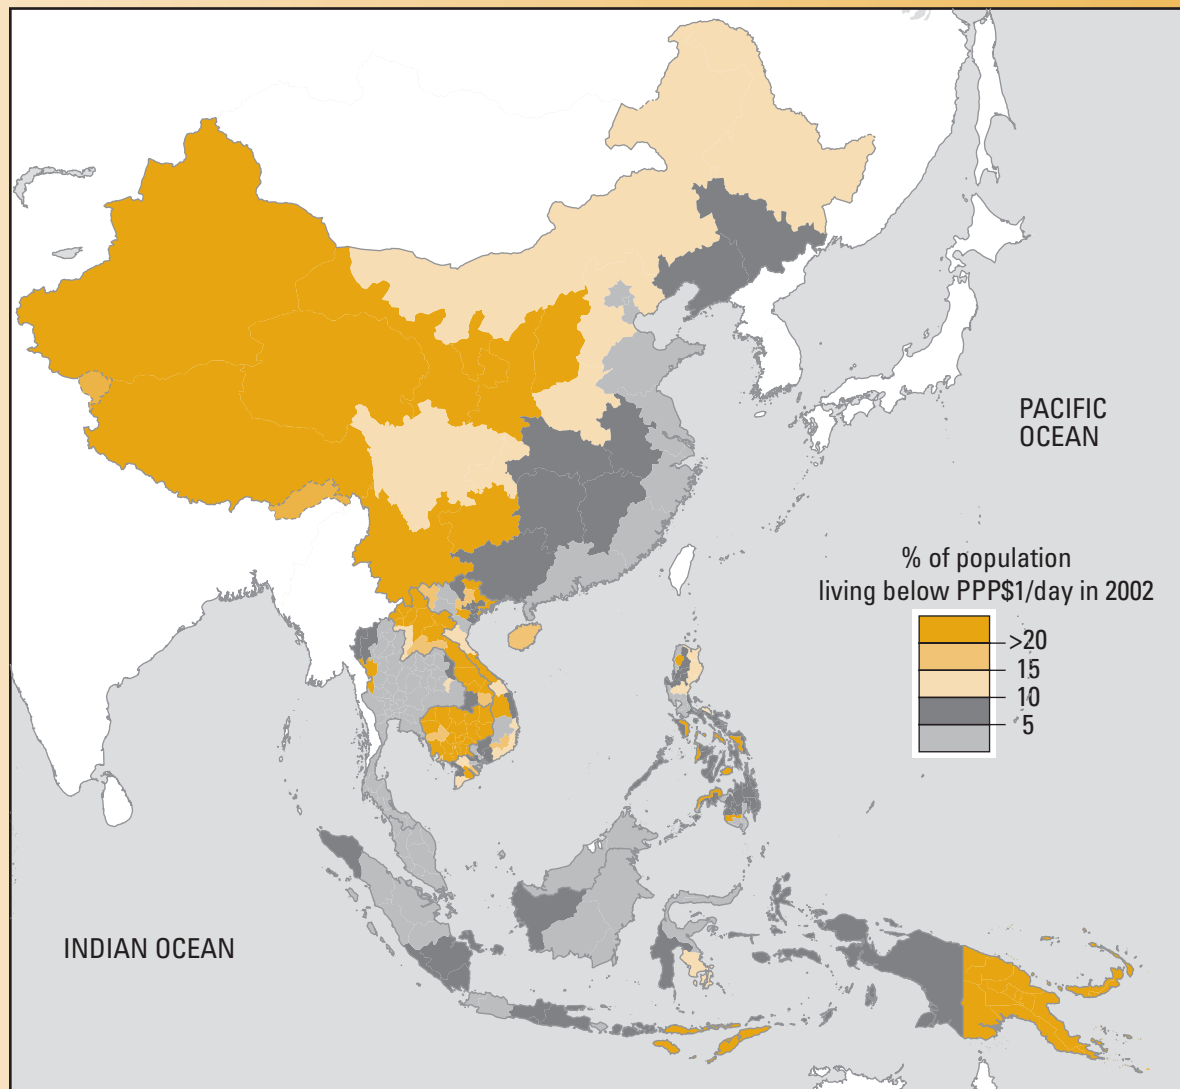 PACIFIC
OCEAN
% of population
living below PPP$1/day in 2002
>20
15
10
5
INDIAN OCEAN